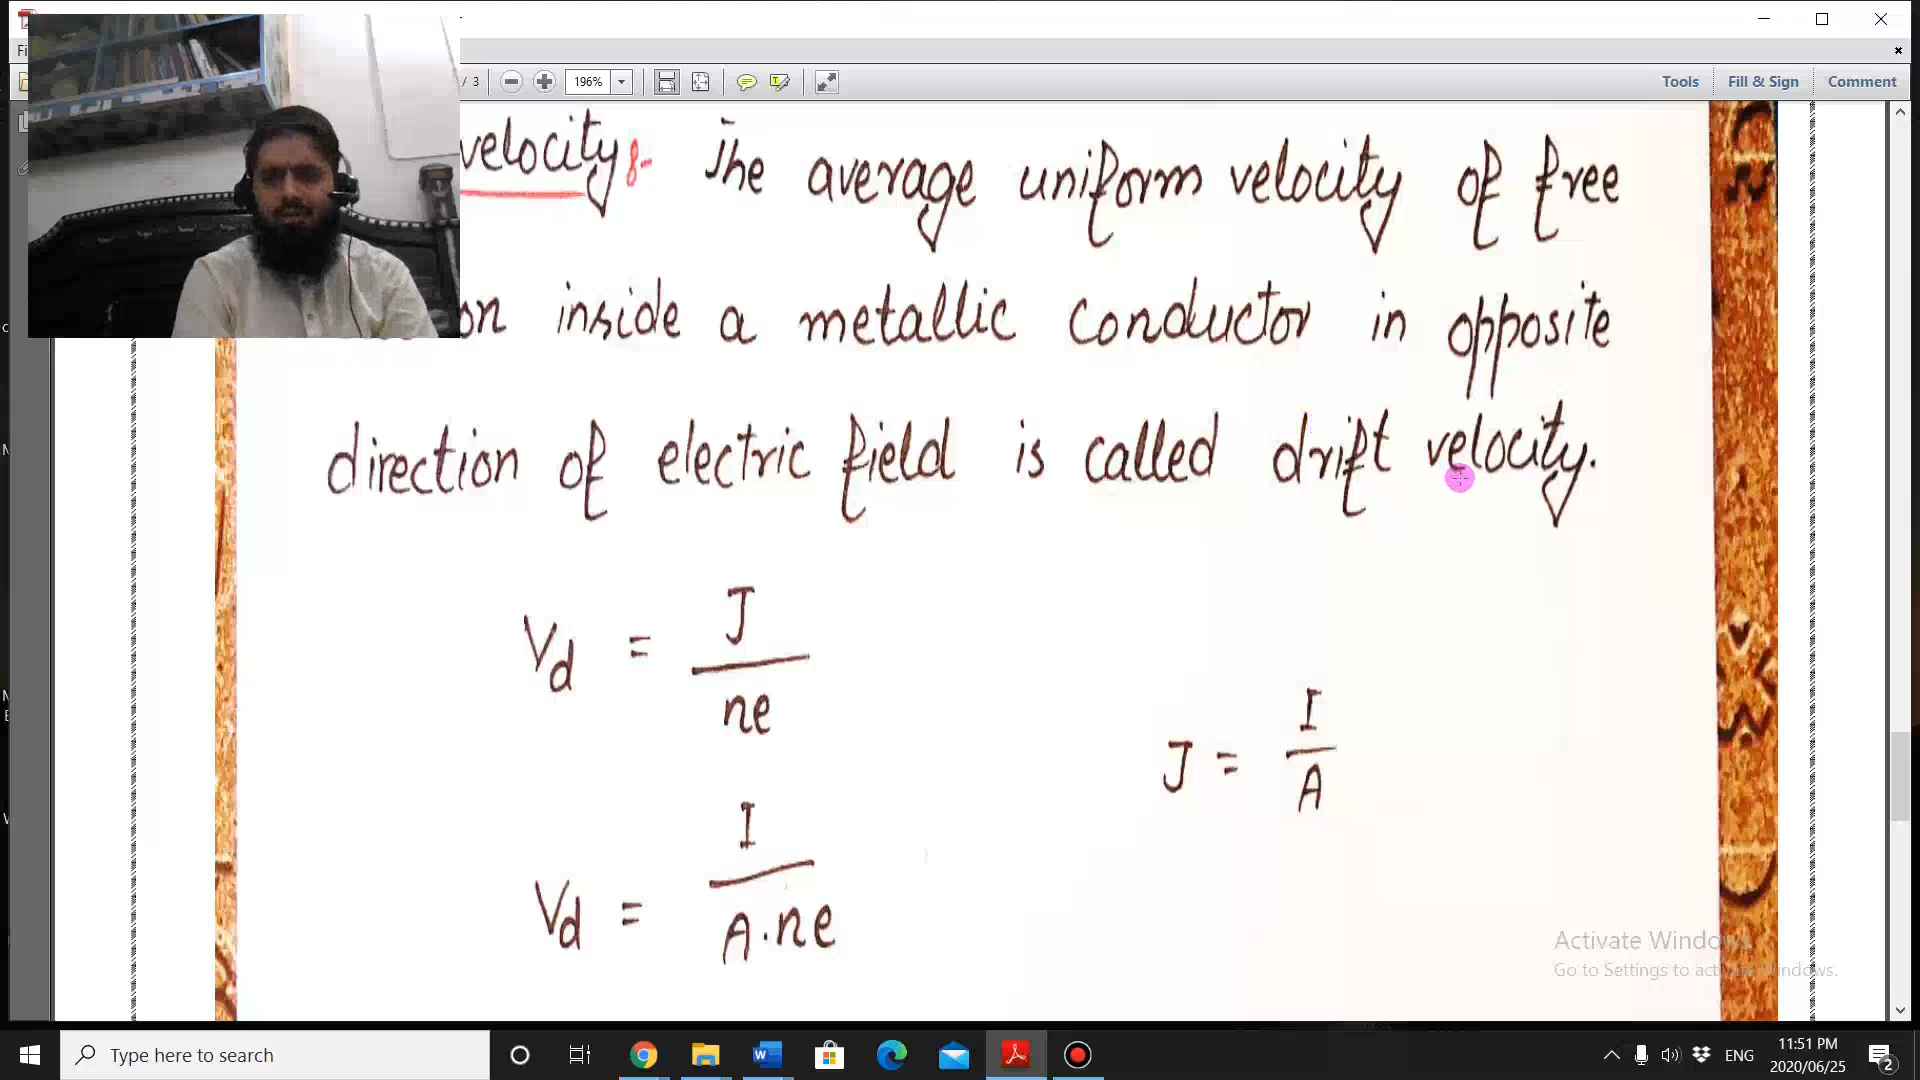 Fi
/ 3
196%
Tools
Fill & Sign
Comment
velocity:- The average uniform velocity of free
on inside a metallic conductor in opposite
direction of electric field is called drift velocity.
Vd = J / ne
J = I / A
Vd = I / A.ne
Activate Windows
Go to Settings to activate Windows.
Type here to search
ENG
11:51 PM
2020/06/25
2